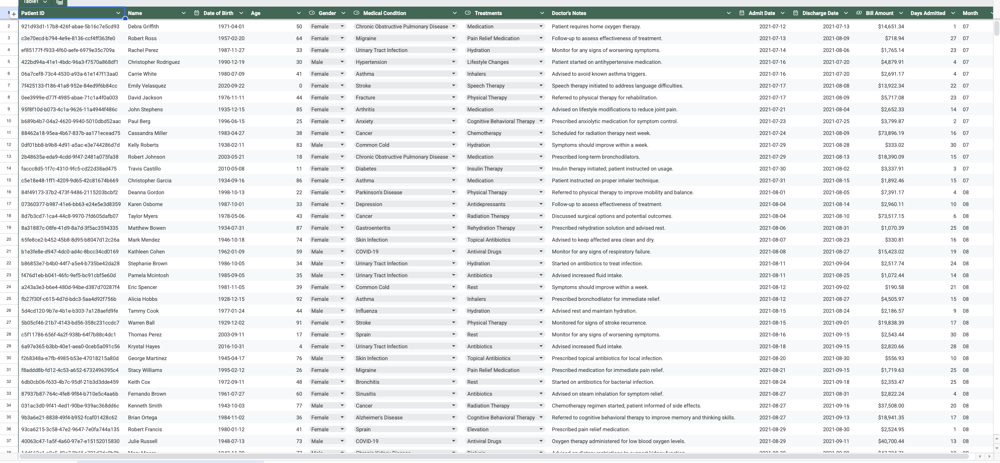 Table1
1 Patient ID Name Date of Birth Age Gender Medical Condition Treatments Doctor's Notes Admit Date Discharge Date Bill Amount Days Admitted Month
2 921d93d1-17b8-426f-abae-5b16c7e5cd93 Debra Griffith 1971-04-01 50 Female Chronic Obstructive Pulmonary Disease Medication Patient requires home oxygen therapy. 2021-07-12 2021-07-13 $14,651.34 1 07
3 c3e70ecd-b794-4e9e-8136-ccf4ff363fe0 Robert Ross 1957-02-20 64 Female Migraine Pain Relief Medication Follow-up to assess effectiveness of treatment. 2021-07-13 2021-08-09 $718.94 27 07
4 ef85177f-f933-4f60-aefe-6979e35c709a Rachel Perez 1987-11-27 33 Female Urinary Tract Infection Hydration Monitor for any signs of worsening symptoms. 2021-07-14 2021-08-06 $1,765.14 23 07
5 422bd94a-41e1-4bdc-96a3-f7570a868df1 Christopher Rodriguez 1990-12-19 30 Male Hypertension Lifestyle Changes Patient started on antihypertensive medication. 2021-07-16 2021-07-20 $4,879.91 4 07
6 06a7cef8-73c4-4530-a93a-61e147f13aa0 Carrie White 1980-07-09 41 Female Asthma Inhalers Advised to avoid known asthma triggers. 2021-07-16 2021-07-20 $2,691.17 4 07
7 7f425133-f186-41a8-952e-84ed9f6b84cc Emily Velasquez 2020-09-22 0 Female Stroke Speech Therapy Speech therapy initiated to address language difficulties. 2021-07-17 2021-08-08 $13,922.34 22 07
8 0ee3999e-d77f-4985-abae-71c1a4f0a003 David Jackson 1976-11-11 44 Female Fracture Physical Therapy Referred to physical therapy for rehabilitation. 2021-07-17 2021-08-09 $5,717.08 23 07
9 95f8f10d-b073-4c1a-9626-11a4944f486c John Stephens 1935-12-15 85 Female Arthritis Medication Advised on lifestyle modifications to reduce joint pain. 2021-07-21 2021-08-04 $2,652.33 14 07
10 b689b4b7-04a2-4620-9940-5010dbd52aac Paul Berg 1996-06-15 25 Female Anxiety Cognitive Behavioral Therapy Prescribed anxiolytic medication for symptom control. 2021-07-23 2021-07-25 $3,799.87 2 07
11 88462a18-95ea-4b67-837b-aa171ecead75 Cassandra Miller 1983-04-27 38 Female Cancer Chemotherapy Scheduled for radiation therapy next week. 2021-07-24 2021-08-09 $73,896.19 16 07
12 0df01bb8-b9b8-4d91-a5ac-e3e744286d7d Kelly Roberts 1938-02-11 83 Male Common Cold Hydration Symptoms should improve within a week. 2021-07-29 2021-08-28 $333.02 30 07
13 2b48635a-eda9-4cdd-9f47-2481a075fa38 Robert Johnson 2003-05-21 18 Female Chronic Obstructive Pulmonary Disease Medication Prescribed long-term bronchodilators. 2021-07-29 2021-08-13 $18,390.09 15 07
14 faccc8d5-1f7c-4310-9fc5-cd22d38ad475 Travis Castillo 2010-05-08 11 Female Diabetes Insulin Therapy Insulin therapy initiated; patient instructed on usage. 2021-07-30 2021-08-02 $3,337.91 3 07
15 c5e18e48-1ff1-4209-9d65-42c81674b669 Christopher Garcia 1934-09-16 86 Female Asthma Medication Patient instructed on proper inhaler technique. 2021-07-31 2021-08-15 $1,892.46 15 07
16 84f49173-37b2-473f-9486-2115203bcbf2 Deanna Gordon 1998-10-13 22 Female Parkinson's Disease Physical Therapy Referred to physical therapy to improve mobility and balance. 2021-08-01 2021-08-05 $7,391.17 4 08
17 07360377-b987-41e6-bb63-e24e5e3d8359 Karen Osborne 1987-10-01 33 Female Depression Antidepressants Follow-up to assess effectiveness of treatment. 2021-08-04 2021-08-14 $2,960.11 10 08
18 8d7b3cd7-1ca4-44c8-9970-7fd605dafb07 Taylor Myers 1978-05-06 43 Female Cancer Radiation Therapy Discussed surgical options and potential outcomes. 2021-08-04 2021-08-10 $73,517.15 6 08
19 8a31887c-08fe-41d9-8a7d-3f5ac3594335 Matthew Bowen 1934-07-31 87 Female Gastroenteritis Rehydration Therapy Prescribed rehydration solution and advised rest. 2021-08-06 2021-08-31 $1,070.39 25 08
20 65fe8ce2-b452-45b8-8d95-b8047d12c26a Mark Mendez 1946-10-18 74 Female Skin Infection Topical Antibiotics Advised to keep affected area clean and dry. 2021-08-07 2021-08-23 $330.81 16 08
21 b1e3fe8e-d947-4dc0-ad4c-8bcc34cd0169 Kathleen Cohen 1962-01-09 59 Male COVID-19 Antiviral Drugs Monitor for any signs of respiratory failure. 2021-08-08 2021-08-27 $15,423.02 19 08
22 b86853e7-b4b0-44f7-a5e4-b735be42da28 Stephanie Brown 1986-10-05 34 Male Urinary Tract Infection Hydration Started on antibiotics to treat infection. 2021-08-11 2021-09-04 $2,517.74 24 08
23 f476d1eb-b041-46fc-9ef5-bc91cbf5e60d Pamela Mcintosh 1985-09-05 35 Male Urinary Tract Infection Antibiotics Advised increased fluid intake. 2021-08-11 2021-08-25 $1,072.44 14 08
24 a243a3e3-b6e4-480d-94be-d387d70287f4 Eric Spencer 1981-11-05 39 Female Common Cold Rest Symptoms should improve within a week. 2021-08-12 2021-09-02 $190.58 21 08
25 fb27f30f-c615-4d7d-bdc3-5aa4d92f756b Alicia Hobbs 1928-12-15 92 Female Asthma Inhalers Prescribed bronchodilator for immediate relief. 2021-08-12 2021-08-27 $4,505.97 15 08
26 5d4cd120-9b7e-4b1e-b303-7a128aefd9fe Tammy Cook 1977-01-24 44 Male Influenza Hydration Advised rest and maintain hydration. 2021-08-15 2021-08-24 $2,186.57 9 08
27 5b05cf46-21b7-4143-bd56-358c231ccdc7 Warren Ball 1929-12-02 91 Female Stroke Physical Therapy Monitored for signs of stroke recurrence. 2021-08-15 2021-09-01 $19,838.39 17 08
28 c5f11786-656f-4a2f-938b-64f7b88c4dc1 Thomas Perez 2003-09-11 17 Female Sprain Rest Monitor for any signs of worsening symptoms. 2021-08-16 2021-09-15 $2,543.44 30 08
29 6a97e365-b3bb-40e1-aea0-0ceb5a091c56 Krystal Hayes 2016-10-31 4 Female Urinary Tract Infection Antibiotics Advised increased fluid intake. 2021-08-18 2021-09-15 $2,820.66 28 08
30 f268348a-e7fb-4985-b53e-47018215a80d George Martinez 1945-04-17 76 Male Skin Infection Topical Antibiotics Prescribed topical antibiotics for local infection. 2021-08-20 2021-08-30 $556.93 10 08
31 f8addd8b-fd12-4c53-a652-6732496395c4 Stacy Williams 1995-02-12 26 Female Migraine Pain Relief Medication Prescribed medication for immediate pain relief. 2021-08-21 2021-09-15 $1,719.63 25 08
32 6db0cb06-f633-4b7c-95df-21b3d3dde459 Keith Cox 1972-09-11 48 Female Bronchitis Rest Started on antibiotics for bacterial infection. 2021-08-24 2021-09-18 $2,353.47 25 08
33 87937b87-764c-4fe8-9f84-b710e5c4aa6b Fernando Brown 1961-07-27 60 Female Sinusitis Antibiotics Advised on steam inhalation for symptom relief. 2021-08-27 2021-08-31 $2,822.24 4 08
34 031ac3d0-9f41-4ed1-90be-939ac368dd6c Kenneth Smith 1943-10-03 77 Male Cancer Radiation Therapy Chemotherapy regimen started; patient informed of side effects. 2021-08-27 2021-09-16 $37,508.00 20 08
35 9b3a6e21-8838-49f4-b952-fcaf01428c62 Brian Ortega 1984-11-02 36 Female Alzheimer's Disease Cognitive Behavioral Therapy Referred to cognitive behavioral therapy to improve memory and thinking skills. 2021-08-27 2021-09-13 $18,941.35 17 08
36 93ca6215-3c58-47e2-9647-7e0fa744a135 Robert Francis 1980-01-12 41 Female Sprain Elevation Prescribed pain relief medication. 2021-08-29 2021-08-30 $2,524.95 1 08
37 40063c47-1a5f-4a60-97e7-e15152015830 Julie Russell 1948-07-13 73 Male COVID-19 Antiviral Drugs Oxygen therapy administered for low blood oxygen levels. 2021-08-29 2021-09-11 $40,700.44 13 08